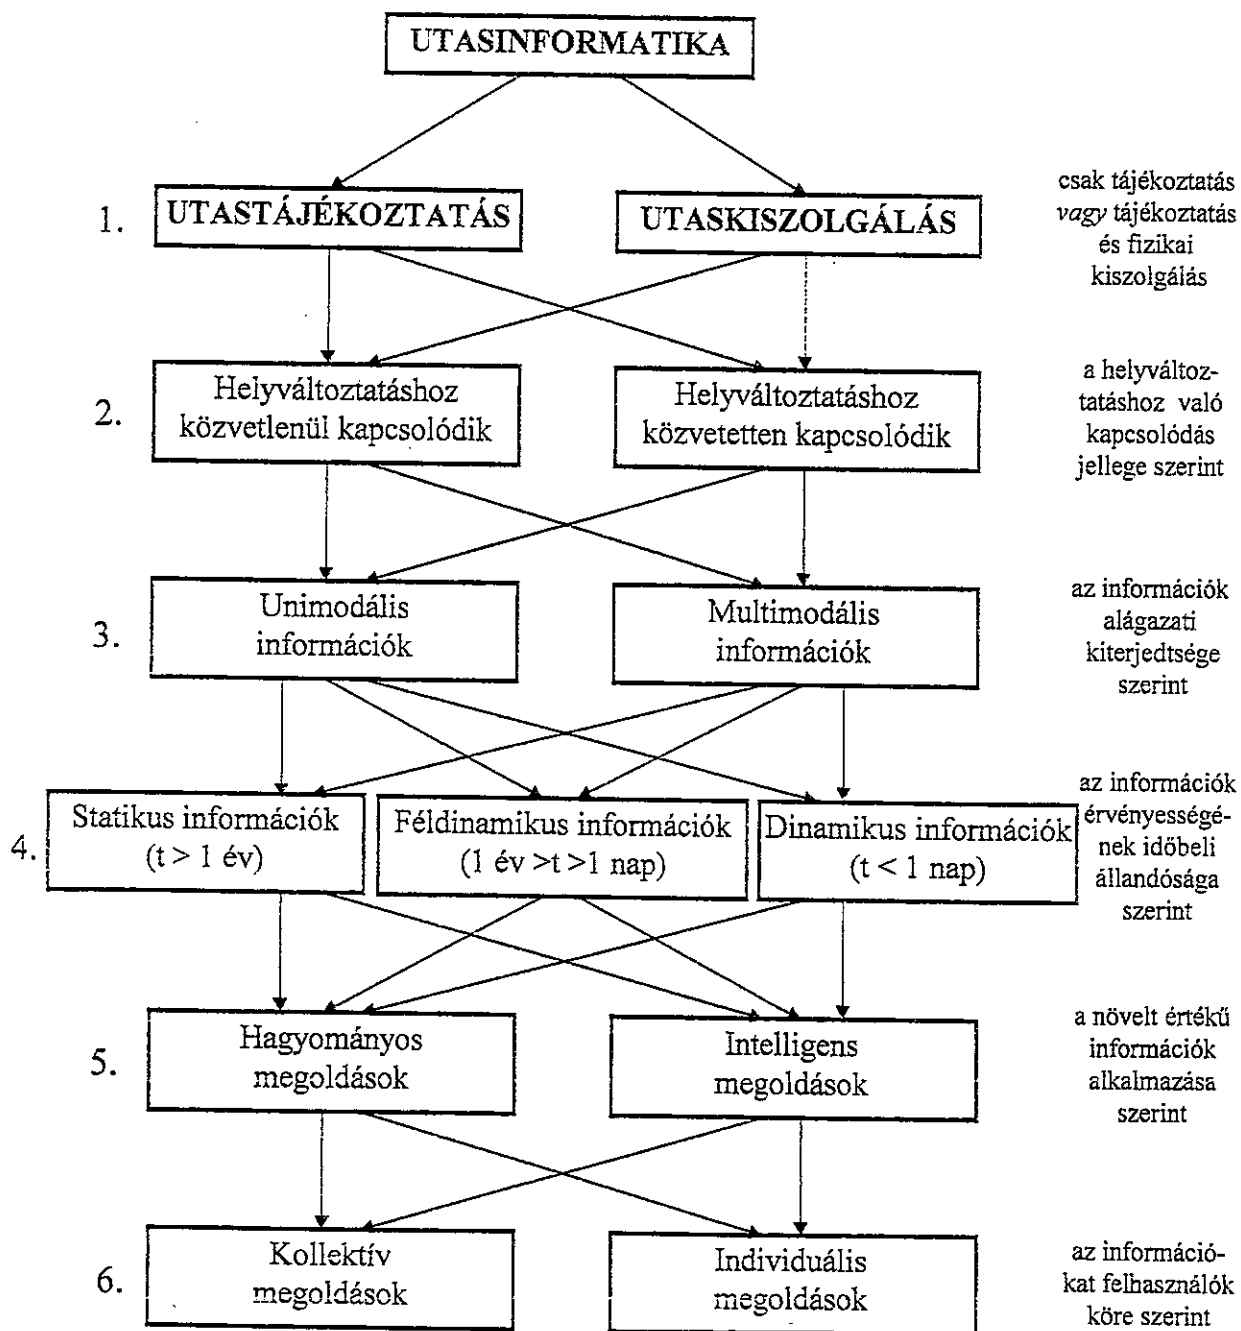 UTASINFORMATIKA
1.
UTASTÁJÉKOZTATÁS
UTASKISZOLGÁLÁS
csak tájékoztatás
vagy tájékoztatás
és fizikai
kiszolgálás
2.
Helyváltoztatáshoz
közvetlenül kapcsolódik
Helyváltoztatáshoz
közvetetten kapcsolódik
a helyváltoz-
tatáshoz való
kapcsolódás
jellege szerint
3.
Unimodális
információk
Multimodális
információk
az információk
alágazati
kiterjedtsége
szerint
4.
Statikus információk
(t > 1 év)
Féldinamikus információk
(1 év >t >1 nap)
Dinamikus információk
(t < 1 nap)
az információk
érvényességé-
nek időbeli
állandósága
szerint
5.
Hagyományos
megoldások
Intelligens
megoldások
a növelt értékű
információk
alkalmazása
szerint
6.
Kollektív
megoldások
Individuális
megoldások
az információ-
kat felhasználók
köre szerint